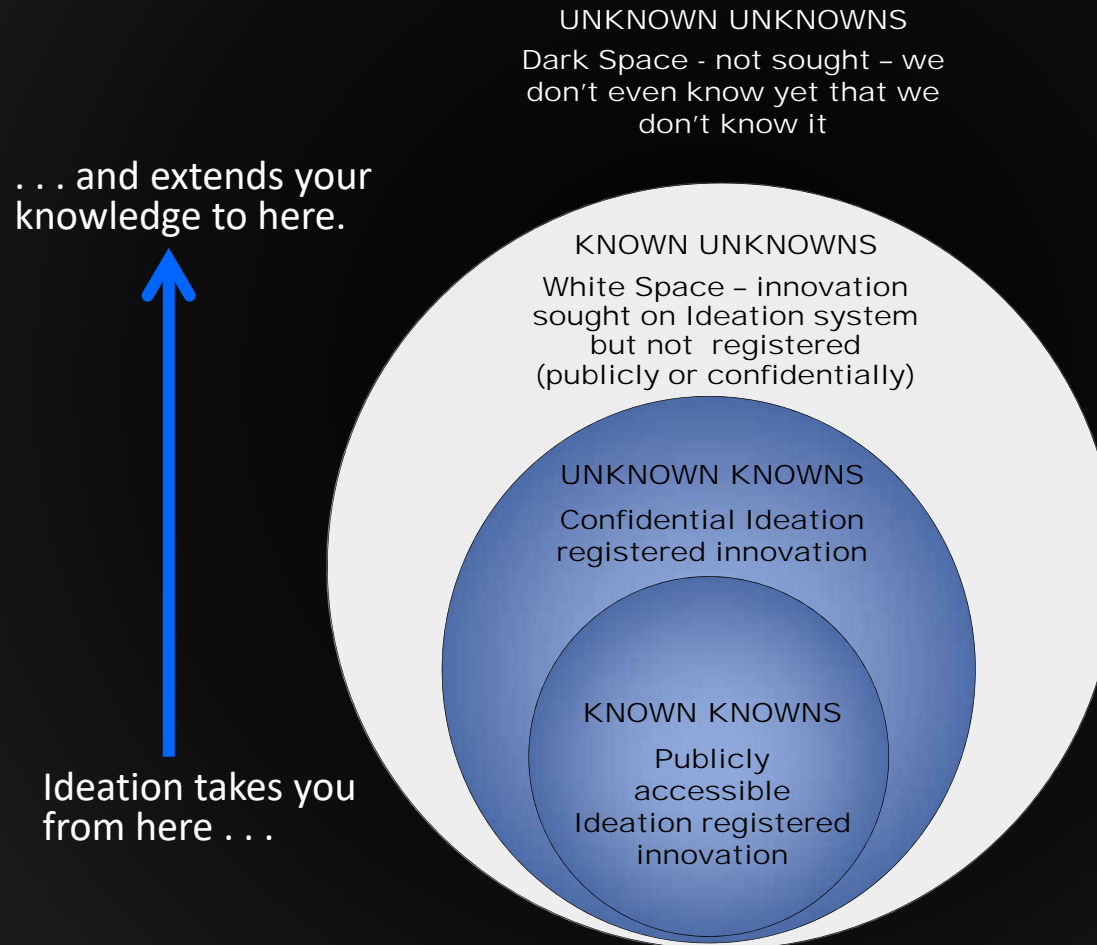 UNKNOWN UNKNOWNS
Dark Space - not sought – we
don't even know yet that we
don't know it
. . . and extends your
knowledge to here.
KNOWN UNKNOWNS
White Space – innovation
sought on Ideation system
but not  registered
(publicly or confidentially)
UNKNOWN KNOWNS
Confidential Ideation
registered innovation
KNOWN KNOWNS
Publicly
accessible
Ideation registered
innovation
Ideation takes you
from here . . .